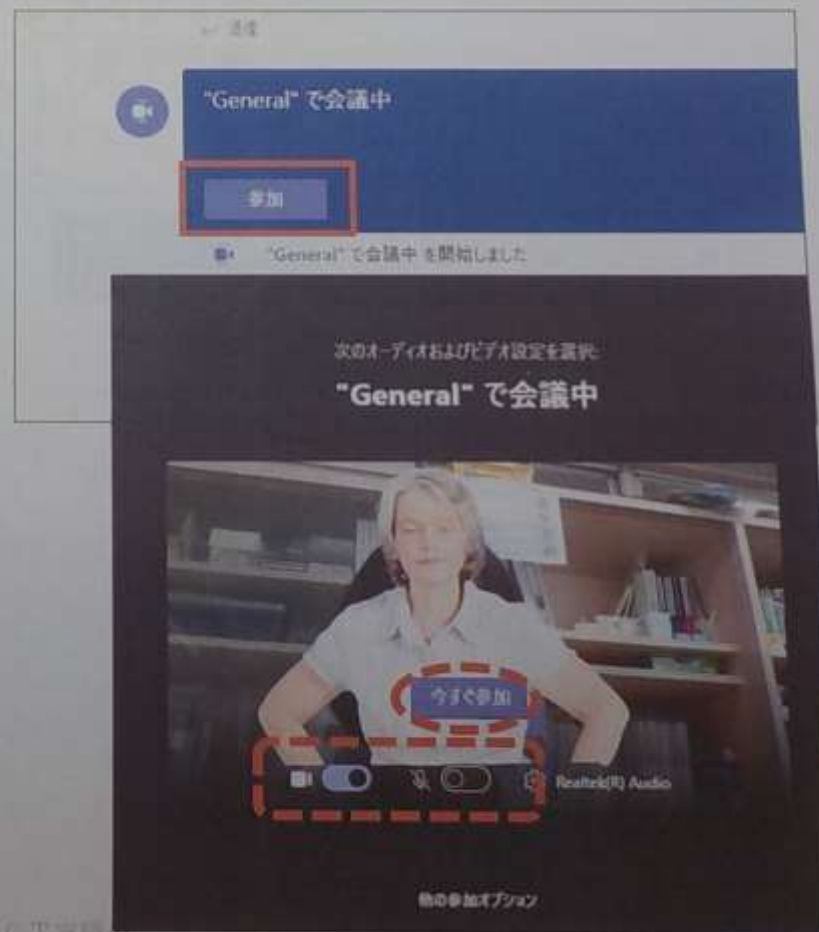 返信
"General" で会議中
参加
"General" で会議中 を開始しました
次のオーディオおよびビデオ設定を選択:
"General" で会議中
今すぐ参加
Realtek(R) Audio
他の参加オプション